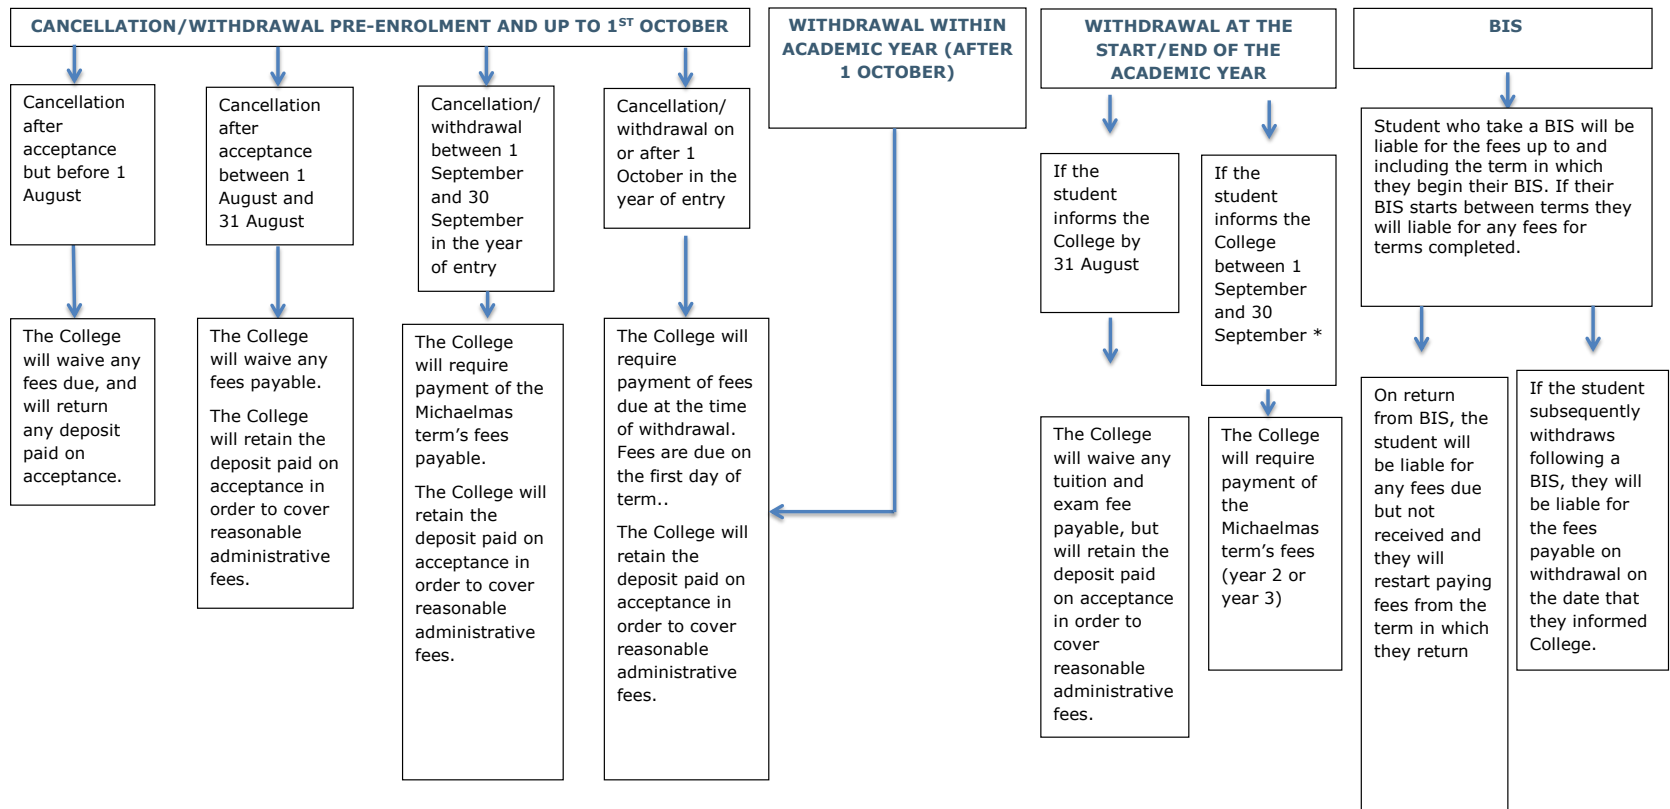 CANCELLATION/WITHDRAWAL PRE-ENROLMENT AND UP TO 1ST OCTOBER
Cancellation
after
acceptance
but before 1
August
The College
will waive any
fees due, and
will return
any deposit
paid on
acceptance.
Cancellation
after
acceptance
between 1
August and
31 August
The College
will waive any
fees payable.
The College
will retain the
deposit paid on
acceptance in
order to cover
reasonable
administrative
fees.
Cancellation/
withdrawal
between 1
September
and 30
September
in the year
of entry
The College
will require
payment of the
Michaelmas
term’s fees
payable.
The College will
retain the
deposit paid on
acceptance in
order to cover
reasonable
administrative
fees.
Cancellation/
withdrawal on
or after 1
October in the
year of entry
The College will
require
payment of fees
due at the time
of withdrawal.
Fees are due on
the first day of
term..
The College will
retain the
deposit paid on
acceptance in
order to cover
reasonable
administrative
fees.
WITHDRAWAL WITHIN
ACADEMIC YEAR (AFTER
1 OCTOBER)
WITHDRAWAL AT THE
START/END OF THE
ACADEMIC YEAR
If the
student
informs the
College by
31 August
The College
will waive any
tuition and
exam fee
payable, but
will retain the
deposit paid
on acceptance
in order to
cover
reasonable
administrative
fees.
If the
student
informs the
College
between 1
September
and 30
September *
The College
will require
payment of
the
Michaelmas
term’s fees
(year 2 or
year 3)
BIS
Student who take a BIS will be
liable for the fees up to and
including the term in which
they begin their BIS. If their
BIS starts between terms they
will liable for any fees for
terms completed.
On return
from BIS, the
student will
be liable for
any fees due
but not
received and
they will
restart paying
fees from the
term in which
they return
If the student
subsequently
withdraws
following a
BIS, they will
be liable for
the fees
payable on
withdrawal on
the date that
they informed
College.